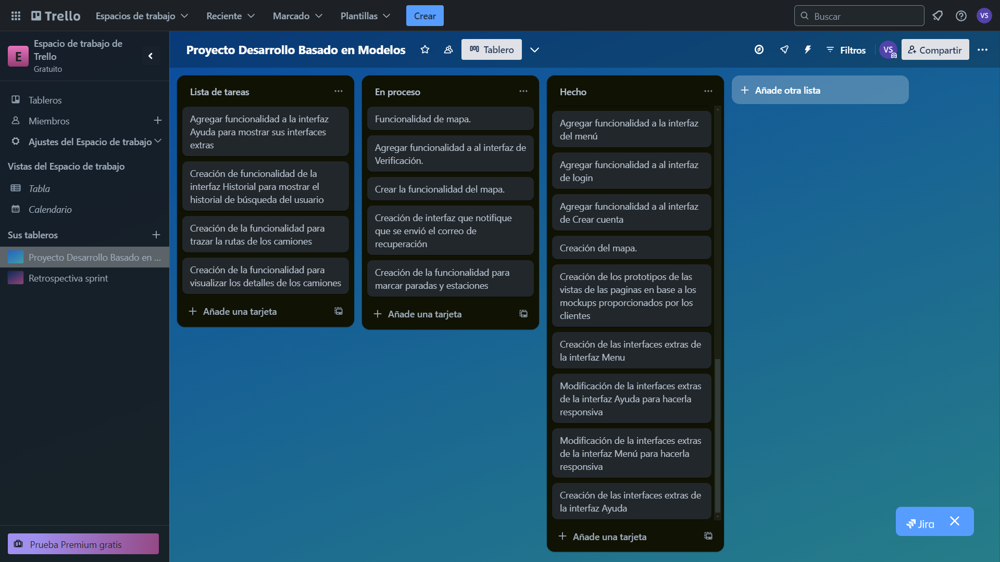 Trello
Espacios de trabajo
Reciente
Marcado
Plantillas
Crear
Buscar
VS
E
Espacio de trabajo de
Trello
Gratuito
Tableros
Miembros
Ajustes del Espacio de trabajo
Vistas del Espacio de trabajo
Tabla
Calendario
Sus tableros
Proyecto Desarrollo Basado en ...
Retrospectiva sprint
Prueba Premium gratis
Proyecto Desarrollo Basado en Modelos
Tablero
Filtros
VS
Compartir
Lista de tareas
Agregar funcionalidad a la interfaz
Ayuda para mostrar sus interfaces
extras
Creación de funcionalidad de la
interfaz Historial para mostrar el
historial de búsqueda del usuario
Creación de la funcionalidad para
trazar la rutas de los camiones
Creación de la funcionalidad para
visualizar los detalles de los camiones
Añade una tarjeta
En proceso
Funcionalidad de mapa.
Agregar funcionalidad a al interfaz de
Verificación.
Crear la funcionalidad del mapa.
Creación de interfaz que notifique
que se envió el correo de
recuperación
Creación de la funcionalidad para
marcar paradas y estaciones
Añade una tarjeta
Hecho
Agregar funcionalidad a la interfaz
del menú
Agregar funcionalidad a al interfaz
de login
Agregar funcionalidad a al interfaz
de Crear cuenta
Creación del mapa.
Creación de los prototipos de las
vistas de las paginas en base a los
mockups proporcionados por los
clientes
Creación de las interfaces extras de
la interfaz Menu
Modificación de la interfaces extras
de la interfaz Ayuda para hacerla
responsiva
Modificación de la interfaces extras
de la interfaz Menú para hacerla
responsiva
Creación de las interfaces extras de
la interfaz Ayuda
Añade una tarjeta
Añade otra lista
Jira